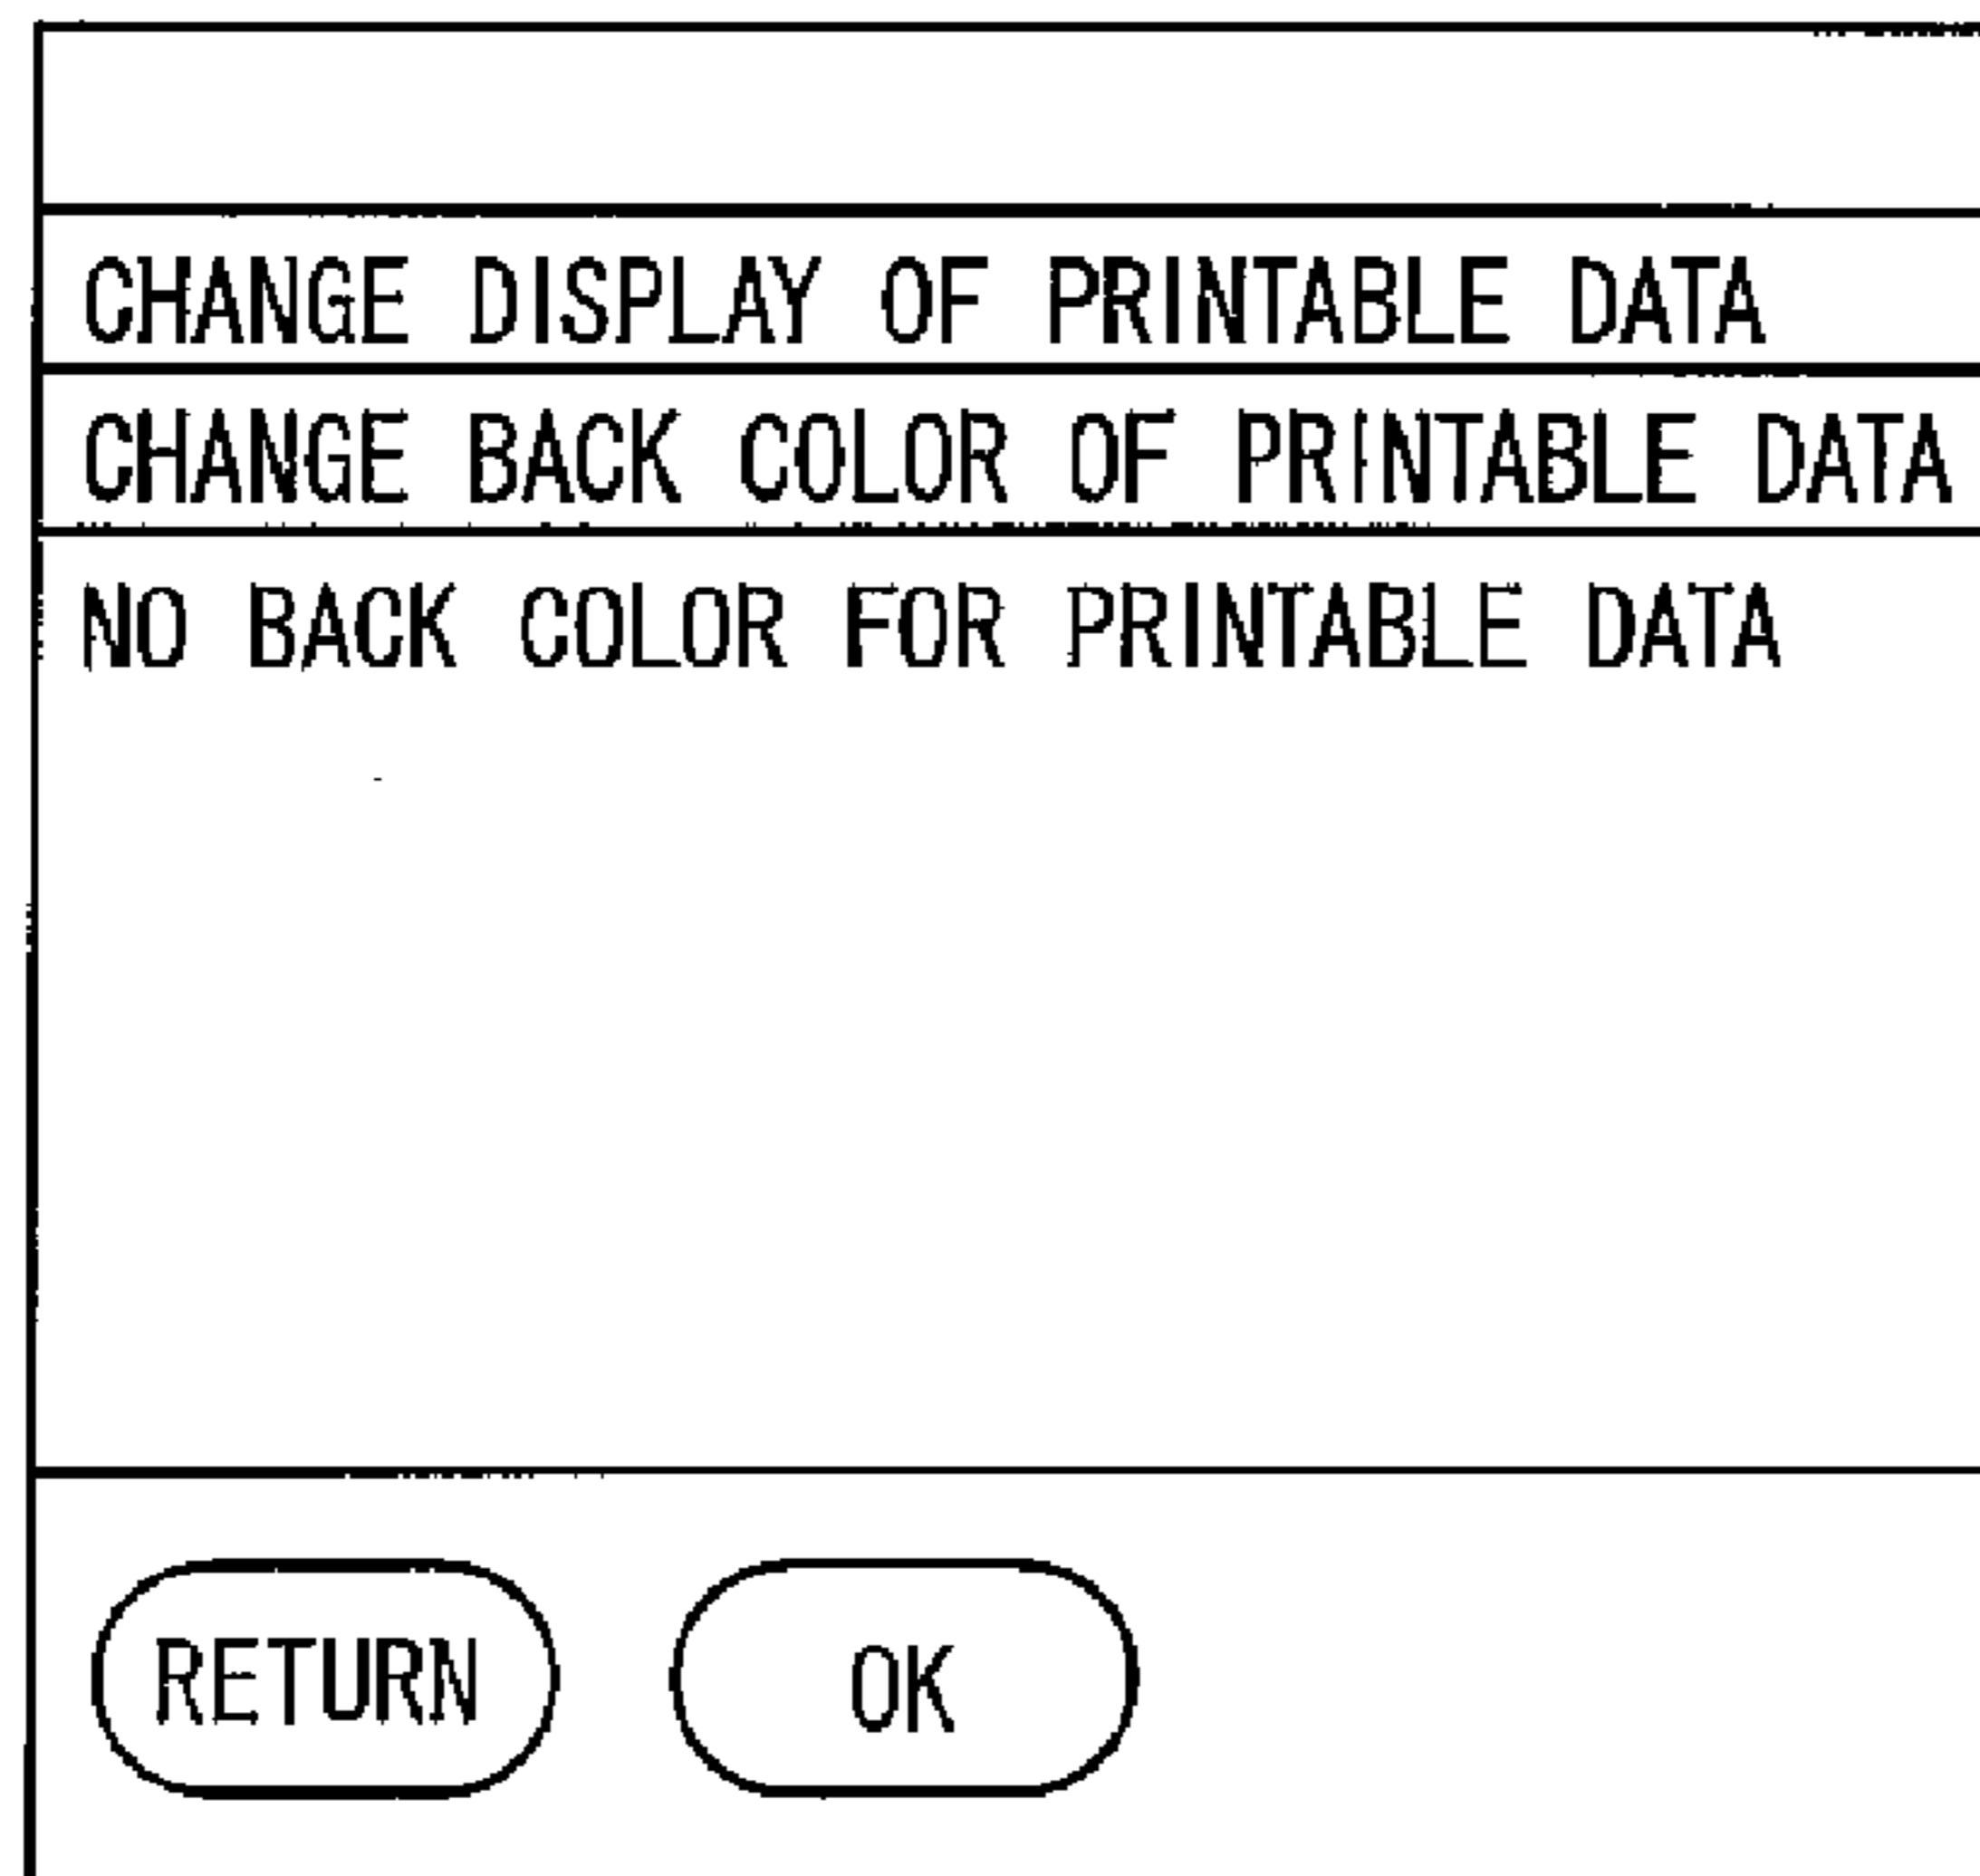 CHANGE DISPLAY OF PRINTABLE DATA
CHANGE BACK COLOR OF PRINTABLE DATA
NO BACK COLOR FOR PRINTABLE DATA
RETURN OK